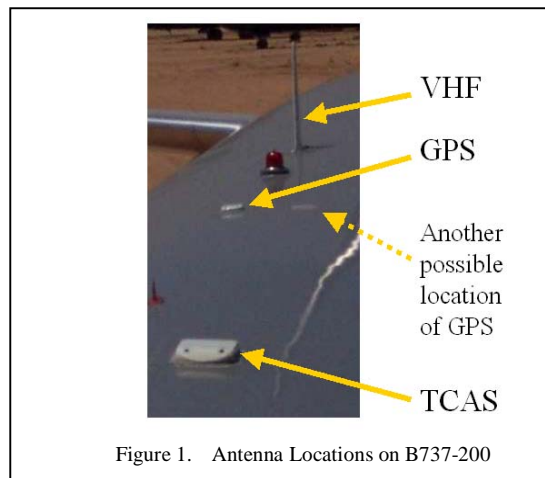 VHF
GPS
Another
possible
location
of GPS
TCAS
Figure 1. Antenna Locations on B737-200